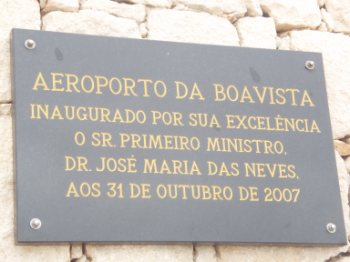 AEROPORTO DA BOAVISTA
INAUGURADO POR SUA EXCELÊNCIA
O SR. PRIMEIRO MINISTRO,
DR. JOSÉ MARIA DAS NEVES,
AOS 31 DE OUTUBRO DE 2007